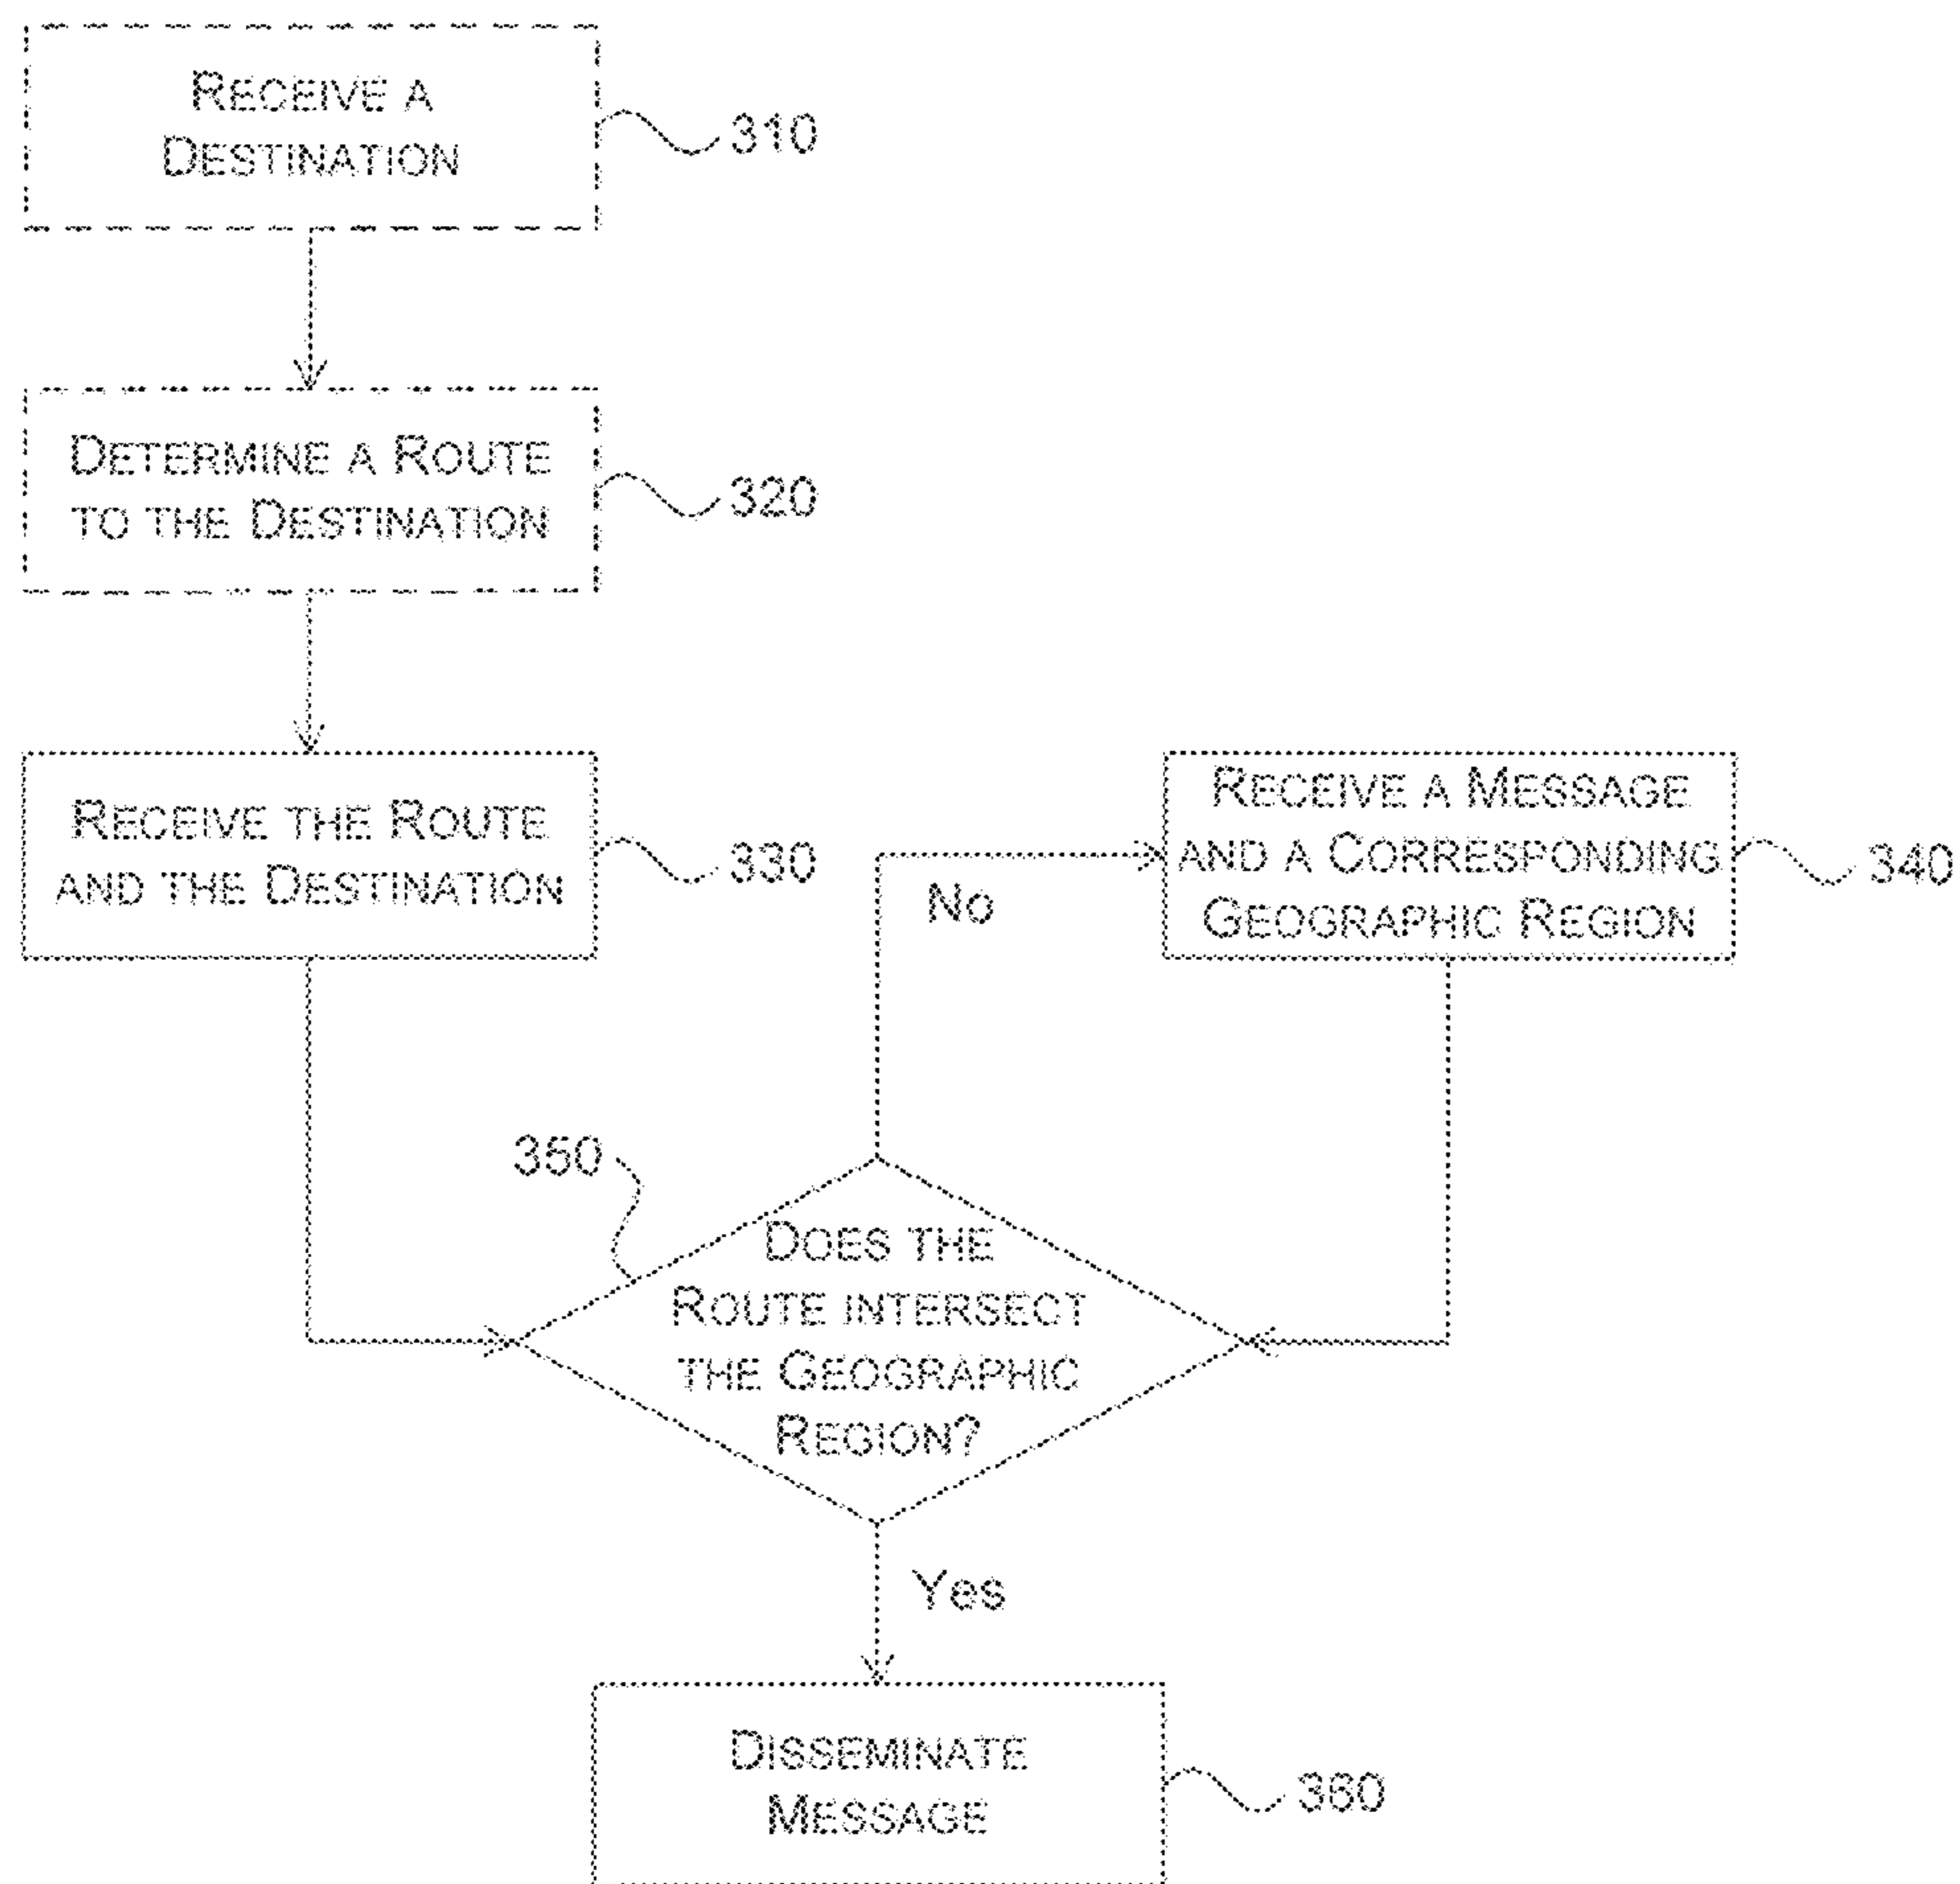 RECEIVE A
DESTINATION
310
DETERMINE A ROUTE
TO THE DESTINATION
320
RECEIVE THE ROUTE
AND THE DESTINATION
330
RECEIVE A MESSAGE
AND A CORRESPONDING
GEOGRAPHIC REGION
340
NO
350
DOES THE
ROUTE INTERSECT
THE GEOGRAPHIC
REGION?
Yes
DISSEMINATE
MESSAGE
360